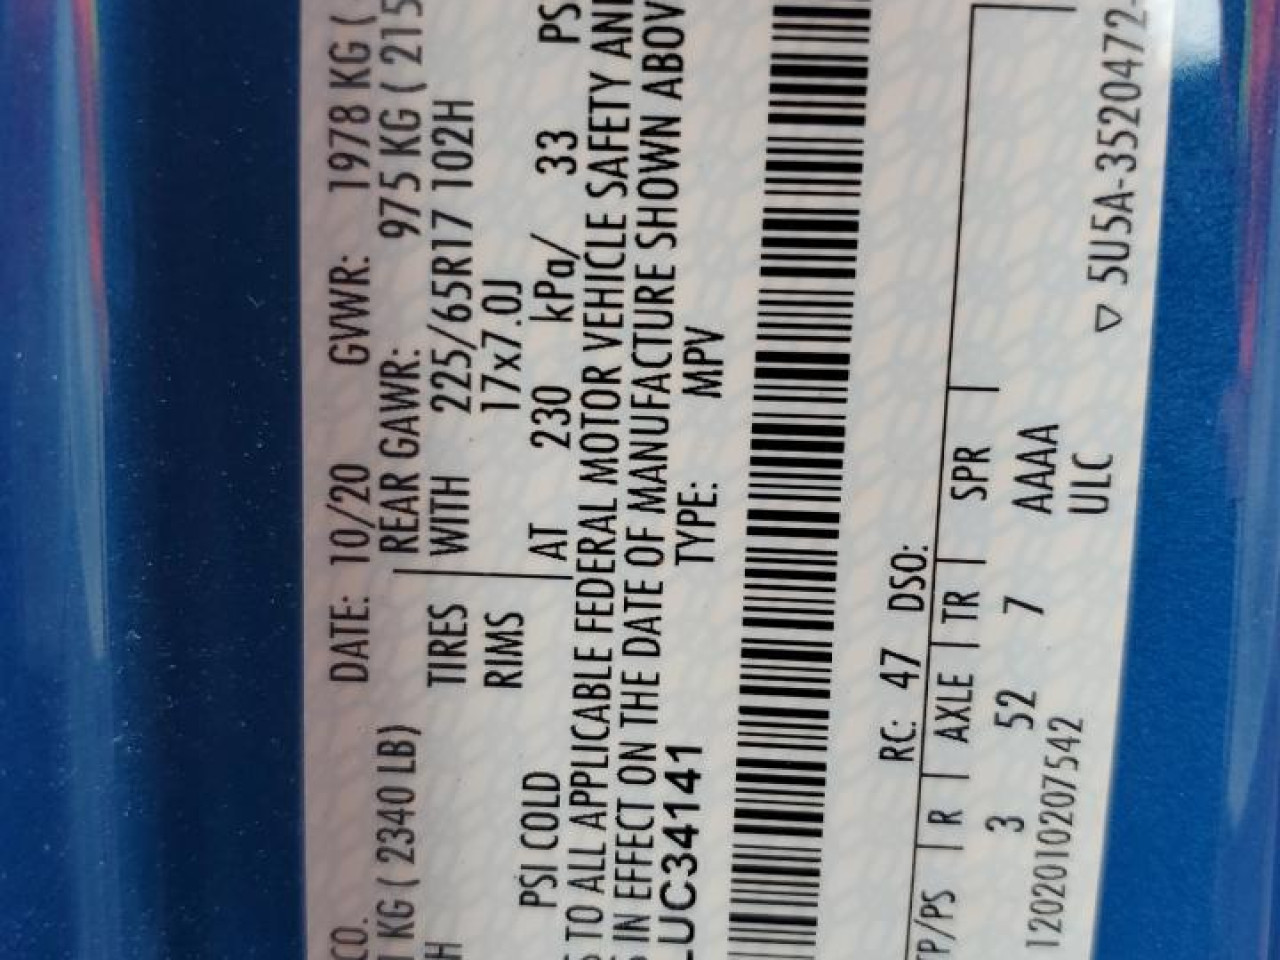 CO. DATE: 10/20 GVWR: 1978 KG (
KG ( 2340 LB) REAR GAWR: 975 KG ( 215
H TIRES WITH 225/65R17 102H
RIMS 17x7.0J
PSI COLD AT 230 kPa/ 33 PS
TO ALL APPLICABLE FEDERAL MOTOR VEHICLE SAFETY AN
IN EFFECT ON THE DATE OF MANUFACTURE SHOWN ABOV
UC34141 TYPE: MPV
RC: 47 DSO:
TP/PS R AXLE TR SPR
3 52 7 AAAA
1202010207542 ULC ▽ 5U5A-3520472-